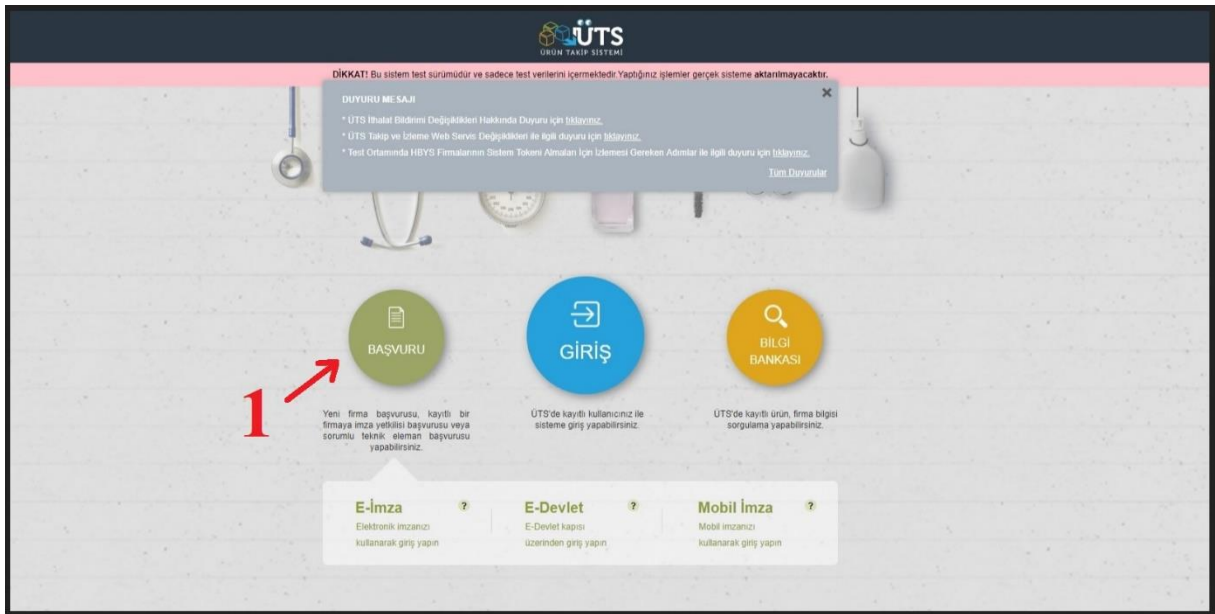 ÜTS
ÜRÜN TAKİP SİSTEMİ
DİKKAT! Bu sistem test sürümüdür ve sadece test verilerini içermektedir.Yaptığınız işlemler gerçek sisteme aktarılmayacaktır.
DUYURU MESAJI
* ÜTS İthalat Bildirimi Değişiklikleri Hakkında Duyuru için tıklayınız.
* ÜTS Takip ve İzleme Web Servis Değişiklikleri ile ilgili duyuru için tıklayınız.
* Test Ortamında HBYS Firmalarının Sistem Tokeni Almaları İçin İzlemesi Gereken Adımlar ile ilgili duyuru için tıklayınız.
Tüm Duyurular
BAŞVURU
GİRİŞ
BİLGİ
BANKASI
1
Yeni firma başvurusu, kayıtlı bir
firmaya imza yetkilisi başvurusu veya
sorumlu teknik eleman başvurusu
yapabilirsiniz.
ÜTS'de kayıtlı kullanıcınız ile
sisteme giriş yapabilirsiniz.
ÜTS'de kayıtlı ürün, firma bilgisi
sorgulama yapabilirsiniz.
E-İmza ?
Elektronik imzanızı
kullanarak giriş yapın
E-Devlet ?
E-Devlet kapısı
üzerinden giriş yapın
Mobil İmza ?
Mobil imzanızı
kullanarak giriş yapın